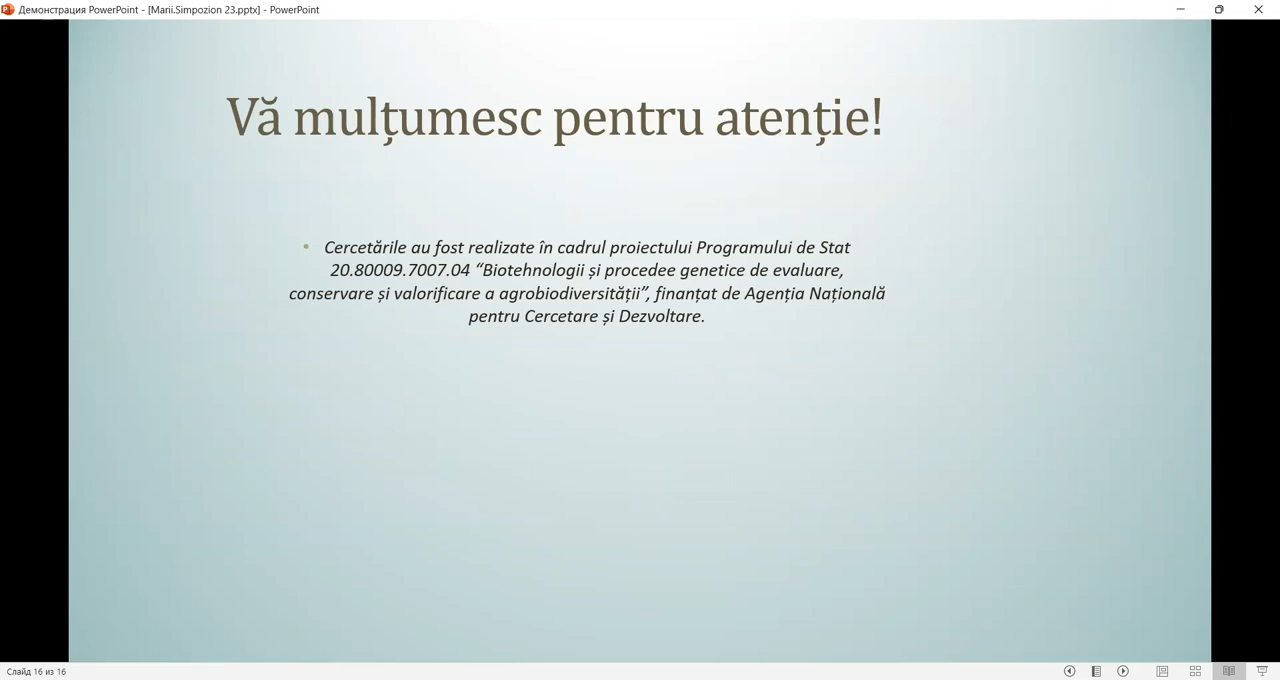 Демонстрация PowerPoint - [Marii.Simpozion 23.pptx] - PowerPoint
Vă mulțumesc pentru atenție!
• Cercetările au fost realizate în cadrul proiectului Programului de Stat
20.80009.7007.04 “Biotehnologii și procedee genetice de evaluare,
conservare și valorificare a agrobiodiversității”, finanțat de Agenția Națională
pentru Cercetare și Dezvoltare.
Слайд 16 из 16